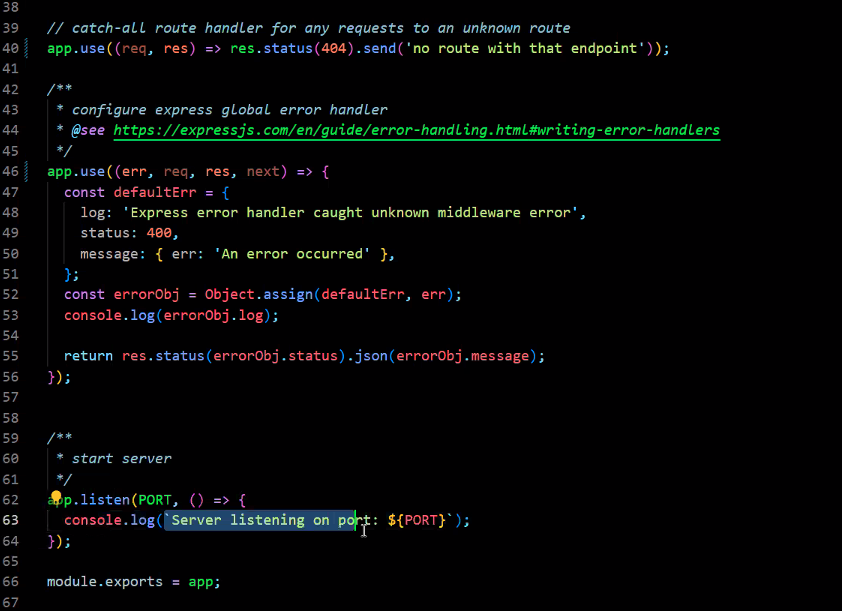 38
39 // catch-all route handler for any requests to an unknown route
40 app.use((req, res) => res.status(404).send('no route with that endpoint'));
41
42 /**
43  * configure express global error handler
44  * @see https://expressjs.com/en/guide/error-handling.html#writing-error-handlers
45  */
46 app.use((err, req, res, next) => {
47   const defaultErr = {
48     log: 'Express error handler caught unknown middleware error',
49     status: 400,
50     message: { err: 'An error occurred' },
51   };
52   const errorObj = Object.assign(defaultErr, err);
53   console.log(errorObj.log);
54
55   return res.status(errorObj.status).json(errorObj.message);
56 });
57
58
59 /**
60  * start server
61  */
62 app.listen(PORT, () => {
63   console.log(`Server listening on port: ${PORT}`);
64 });
65
66 module.exports = app;
67